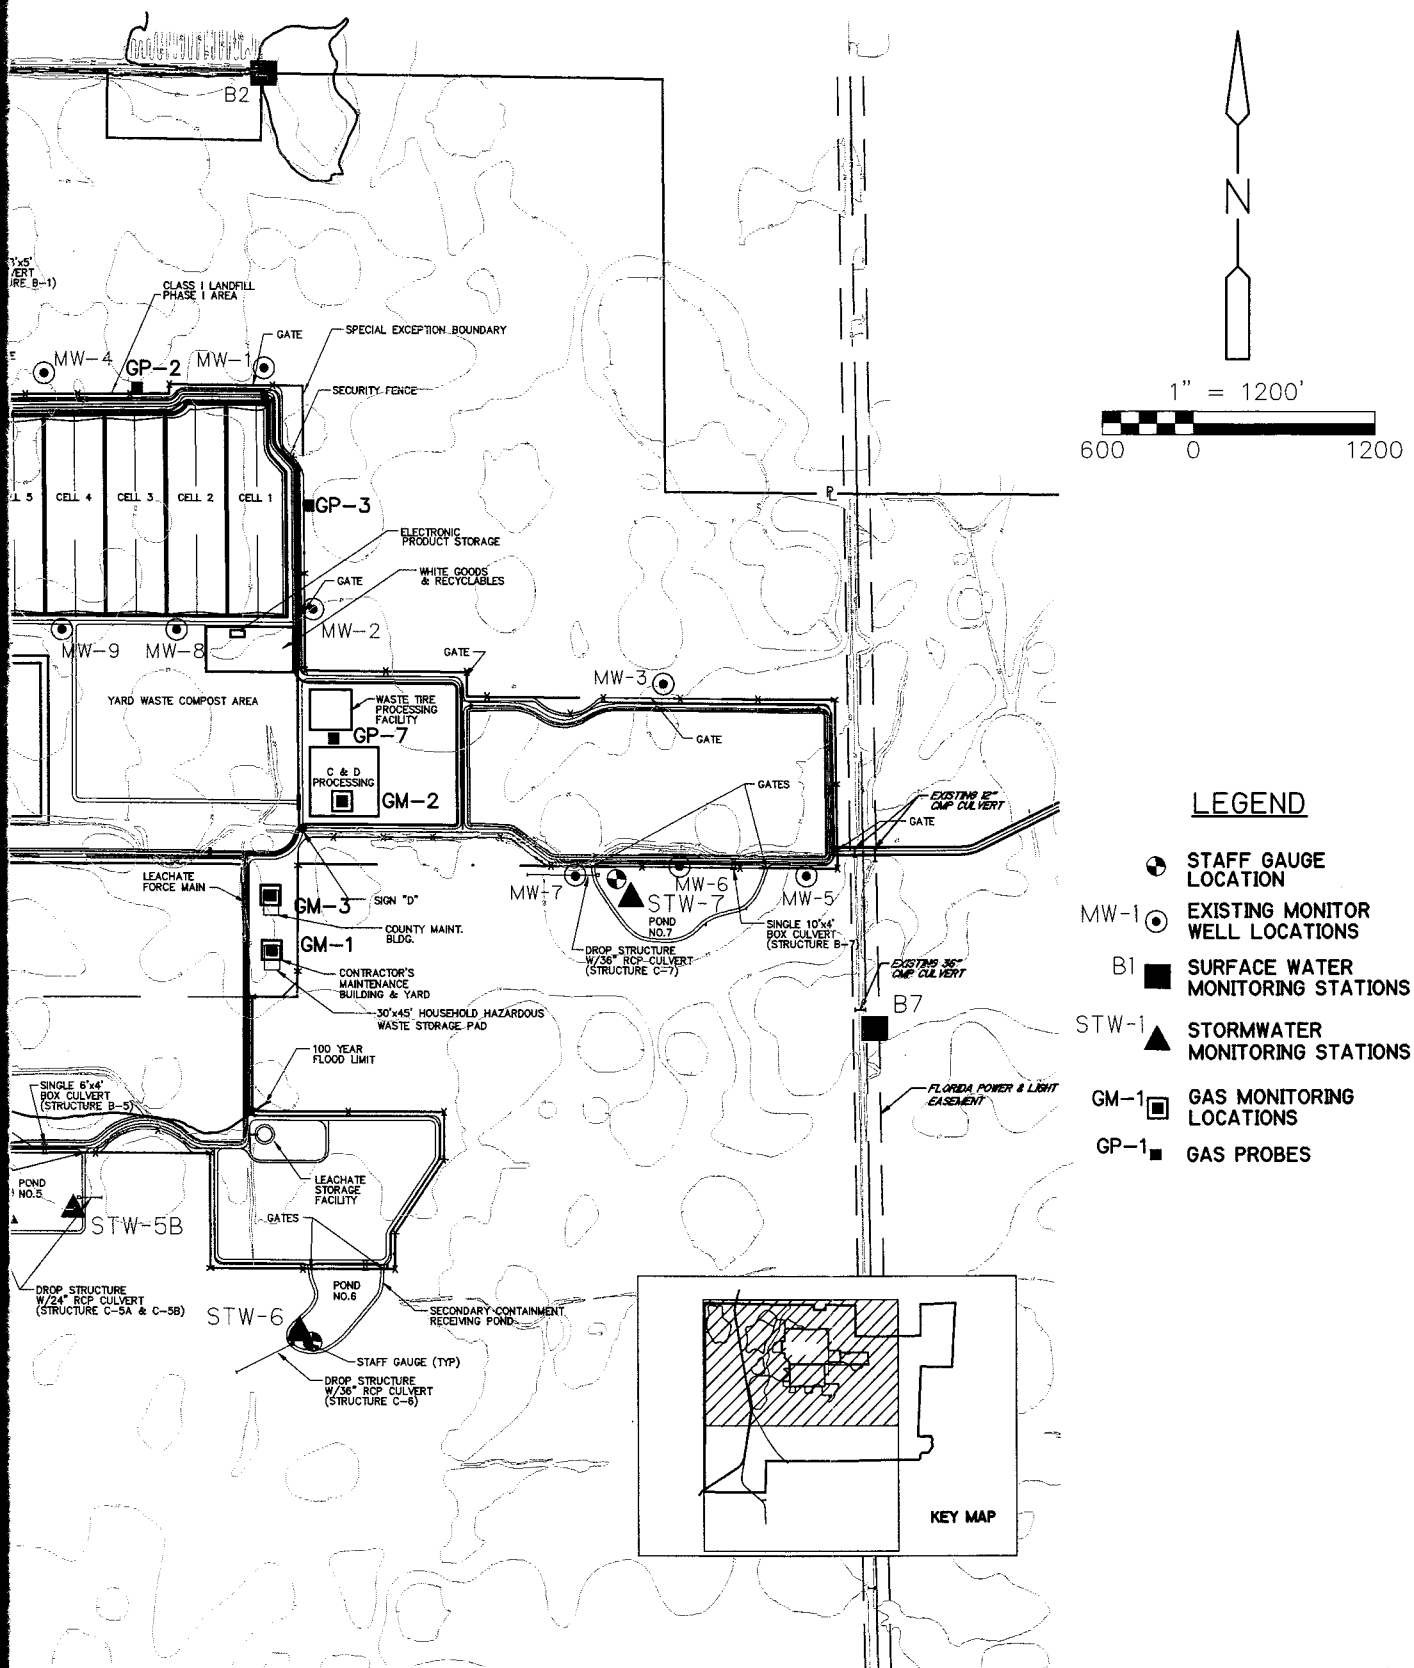 B2
N
1" = 1200'
600 0 1200
3'x5'
CLASS I LANDFILL
PHASE I AREA
GATE
SPECIAL EXCEPTION BOUNDARY
MW-4
GP-2
MW-1
SECURITY FENCE
CELL 4
CELL 3
CELL 2
CELL 1
GP-3
ELECTRONIC
PRODUCT STORAGE
WHITE GOODS
& RECYCLABLES
GATE
MW-2
MW-9
MW-8
GATE
MW-3
YARD WASTE COMPOST AREA
WASTE TIRE
PROCESSING
FACILITY
GP-7
GATE
C & D
PROCESSING
GM-2
GATES
EXISTING 12"
CMP CULVERT
GATE
LEACHATE
FORCE MAIN
GM-3
SIGN "D"
COUNTY MAINT.
BLDG.
GM-1
CONTRACTOR'S
MAINTENANCE
BUILDING & YARD
30'x45' HOUSEHOLD HAZARDOUS
WASTE STORAGE PAD
MW-7
MW-6
STW-7
MW-5
POND
NO.7
DROP STRUCTURE
W/36" RCP CULVERT
(STRUCTURE C-7)
SINGLE 10'x4'
BOX CULVERT
(STRUCTURE B-7)
EXISTING 36"
CMP CULVERT
B7
100 YEAR
FLOOD LIMIT
SINGLE 6'x4'
BOX CULVERT
(STRUCTURE B-5)
FLORIDA POWER & LIGHT
EASEMENT
POND
NO.5
STW-5B
LEACHATE
STORAGE
FACILITY
GATES
DROP STRUCTURE
W/24" RCP CULVERT
(STRUCTURE C-5A & C-5B)
STW-6
POND
NO.6
SECONDARY CONTAINMENT
RECEIVING POND
STAFF GAUGE (TYP)
DROP STRUCTURE
W/36" RCP CULVERT
(STRUCTURE C-6)
KEY MAP
LEGEND
STAFF GAUGE
LOCATION
MW-1 EXISTING MONITOR
WELL LOCATIONS
B1 SURFACE WATER
MONITORING STATIONS
STW-1 STORMWATER
MONITORING STATIONS
GM-1 GAS MONITORING
LOCATIONS
GP-1 GAS PROBES